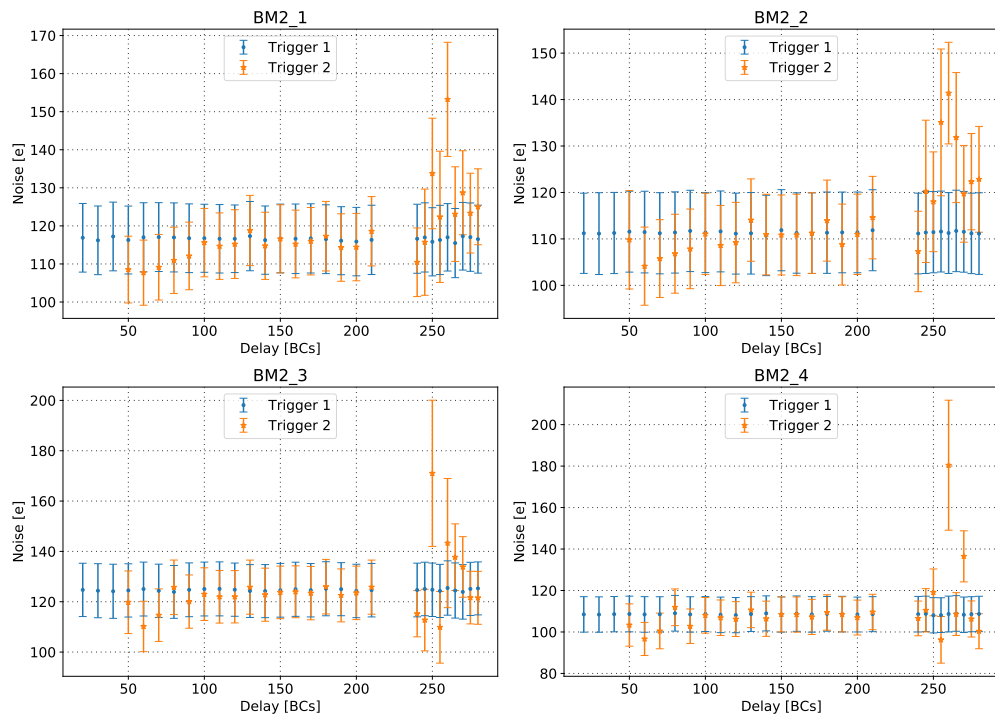 BM2_1
170
160
150
140
130
120
110
100
Noise [e]
50 100 150 200 250
Delay [BCs]
Trigger 1
Trigger 2
BM2_2
150
140
130
120
110
100
Noise [e]
50 100 150 200 250
Delay [BCs]
Trigger 1
Trigger 2
BM2_3
200
180
160
140
120
100
Noise [e]
50 100 150 200 250
Delay [BCs]
Trigger 1
Trigger 2
BM2_4
200
180
160
140
120
100
80
Noise [e]
50 100 150 200 250
Delay [BCs]
Trigger 1
Trigger 2